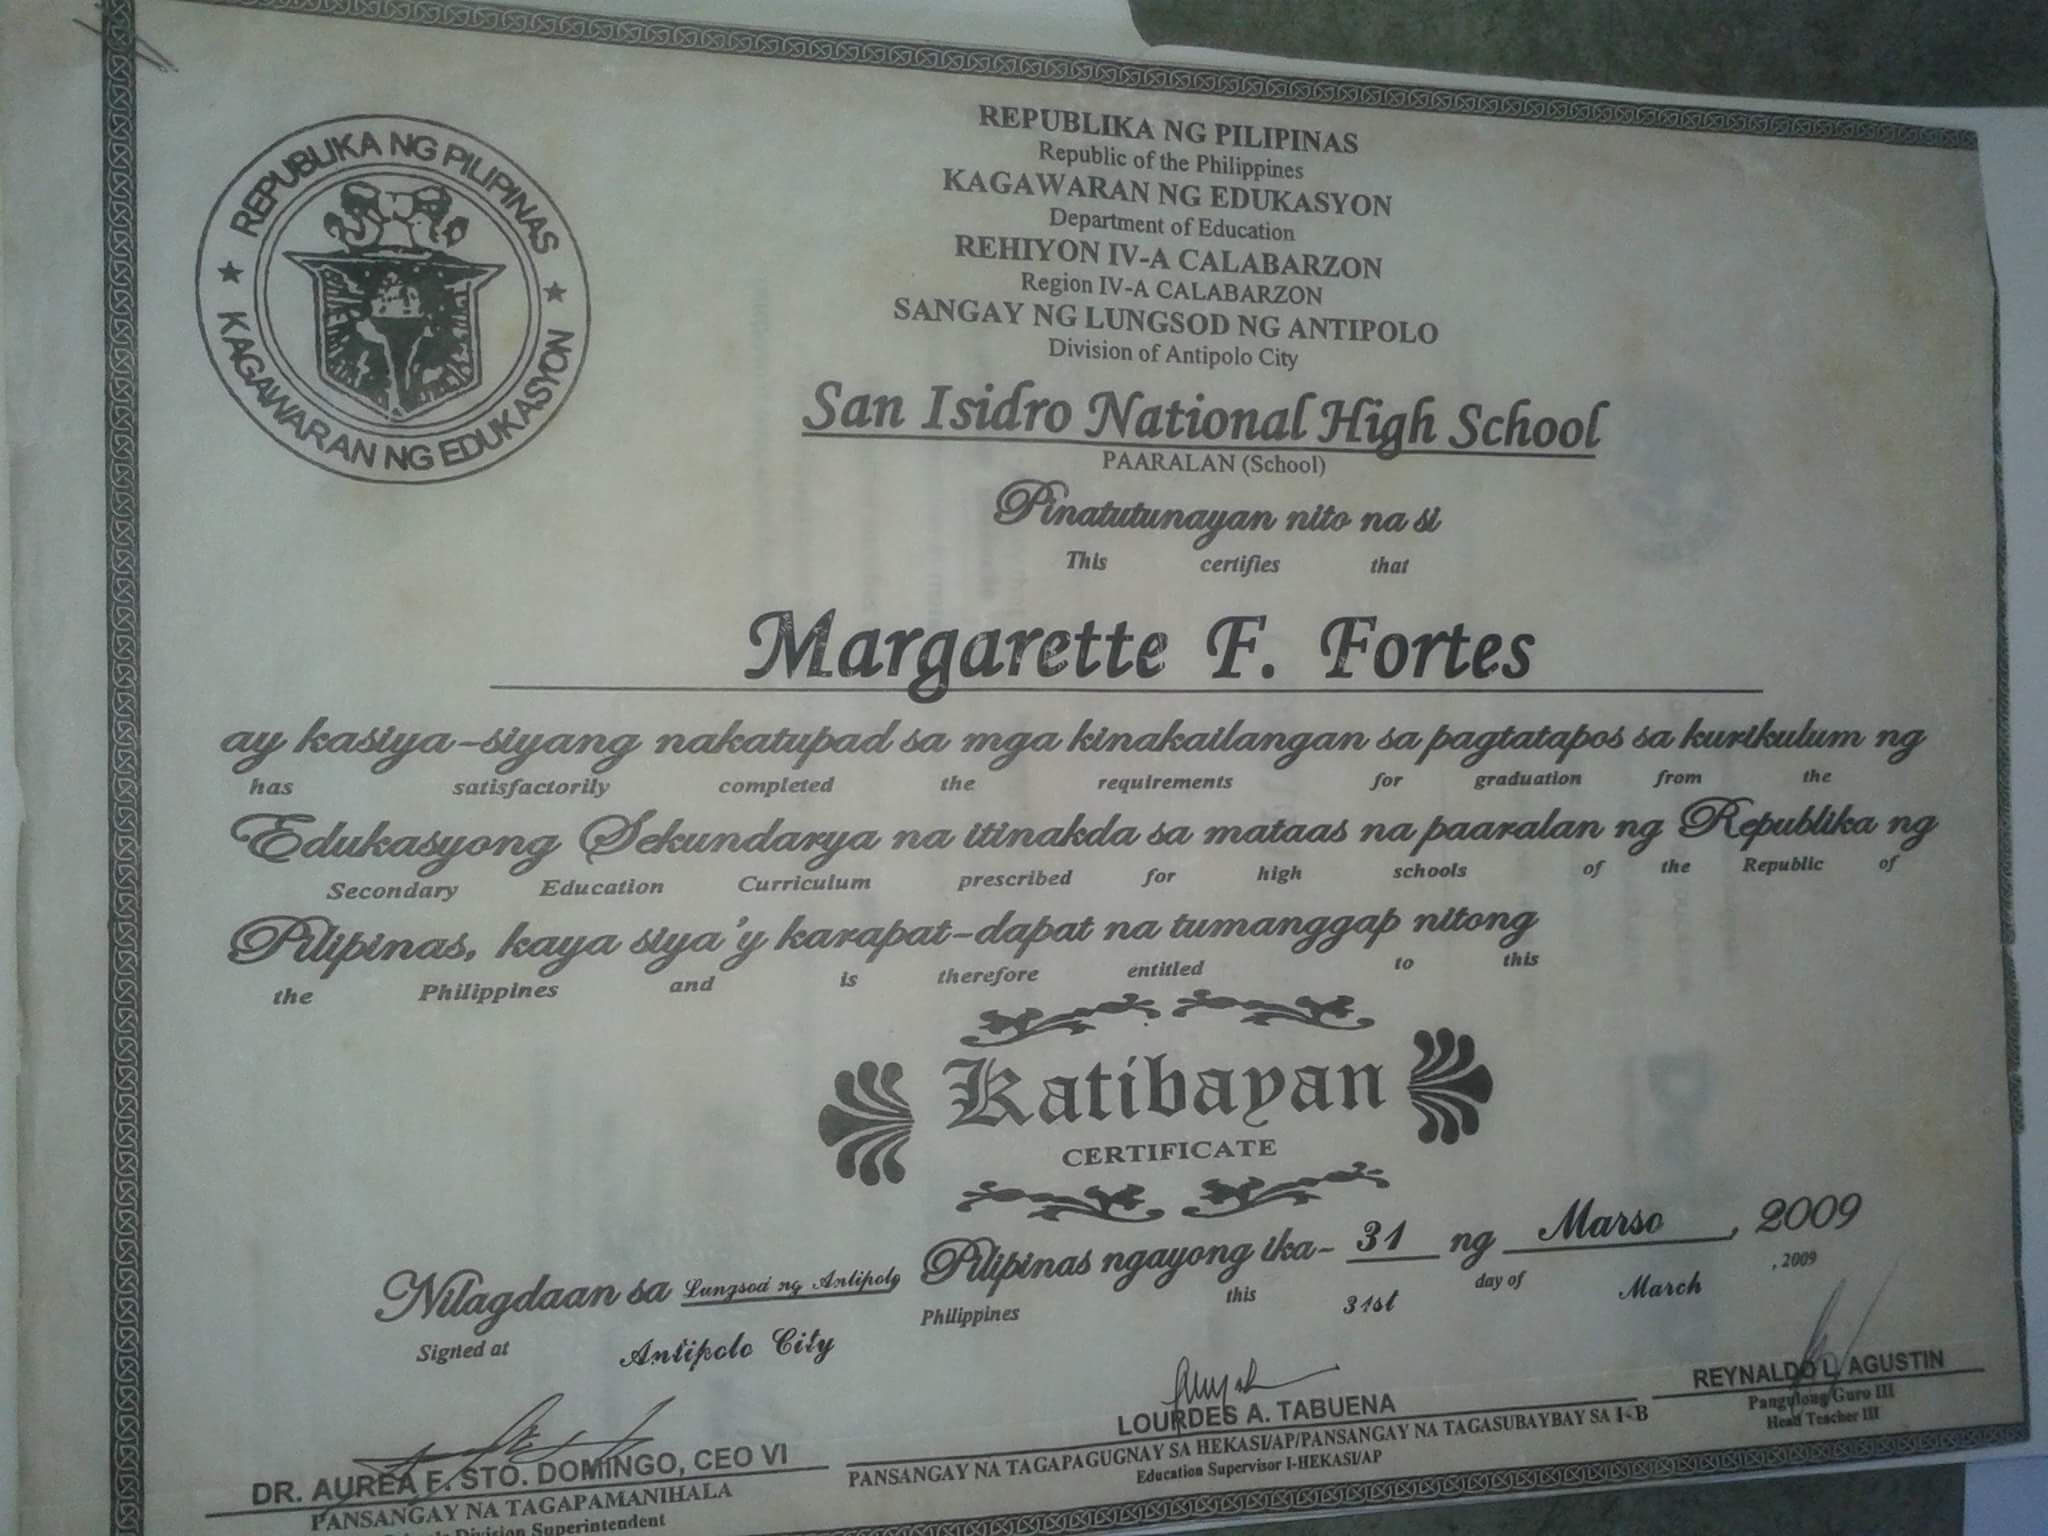 REPUBLIKA NG PILIPINAS
KAGAWARAN NG EDUKASYON
REPUBLIKA NG PILIPINAS
Republic of the Philippines
KAGAWARAN NG EDUKASYON
Department of Education
REHIYON IV-A CALABARZON
Region IV-A CALABARZON
SANGAY NG LUNGSOD NG ANTIPOLO
Division of Antipolo City
San Isidro National High School
PAARALAN (School)
Pinatutunayan nito na si
This certifies that
Margarette F. Fortes
ay kasiya-siyang nakatupad sa mga kinakailangan sa pagtatapos sa kurikulum ng
has satisfactorily completed the requirements for graduation from the
Edukasyong Sekundarya na itinakda sa mataas na paaralan ng Republika ng
Secondary Education Curriculum prescribed for high schools of the Republic of
Pilipinas, kaya siya'y karapat-dapat na tumanggap nitong
the Philippines and is therefore entitled to this
Katibayan
CERTIFICATE
Nilagdaan sa Lungsod ng Antipolo Pilipinas ngayong ika- 31 ng Marso, 2009
Signed at Antipolo City Philippines this 31st day of March, 2009
DR. AUREA F. STO. DOMINGO, CEO VI
PANSANGAY NA TAGAPAMANIHALA
Division Superintendent
LOURDES A. TABUENA
PANSANGAY NA TAGAPAGUGNAY SA HEKASI/AP/PANSANGAY NA TAGASUBAYBAY SA I-B
Education Supervisor I-HEKASI/AP
REYNALDO L. AGUSTIN
Pangulong Guro III
Head Teacher III